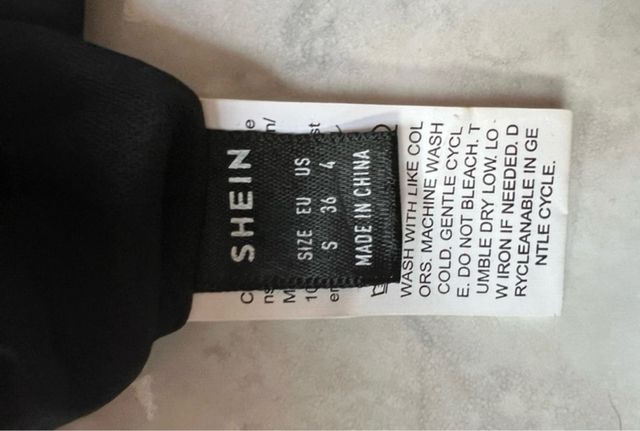 SHEIN
SIZE EU US
S 36 4
MADE IN CHINA
WASH WITH LIKE COL
ORS. MACHINE WASH
COLD. GENTLE CYCL
E. DO NOT BLEACH. T
UMBLE DRY LOW. LO
W IRON IF NEEDED. D
RYCLEANABLE IN GE
NTLE CYCLE.